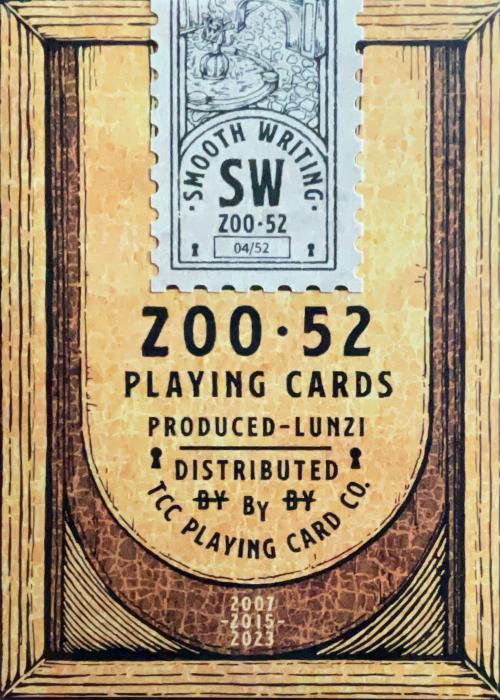 ·SMOOTH WRITING·
SW
ZOO·52
04/52
ZOO·52
PLAYING CARDS
PRODUCED-LUNZI
DISTRIBUTED
BY BY BY
TCC PLAYING CARD CO.
2007
-2015-
2023